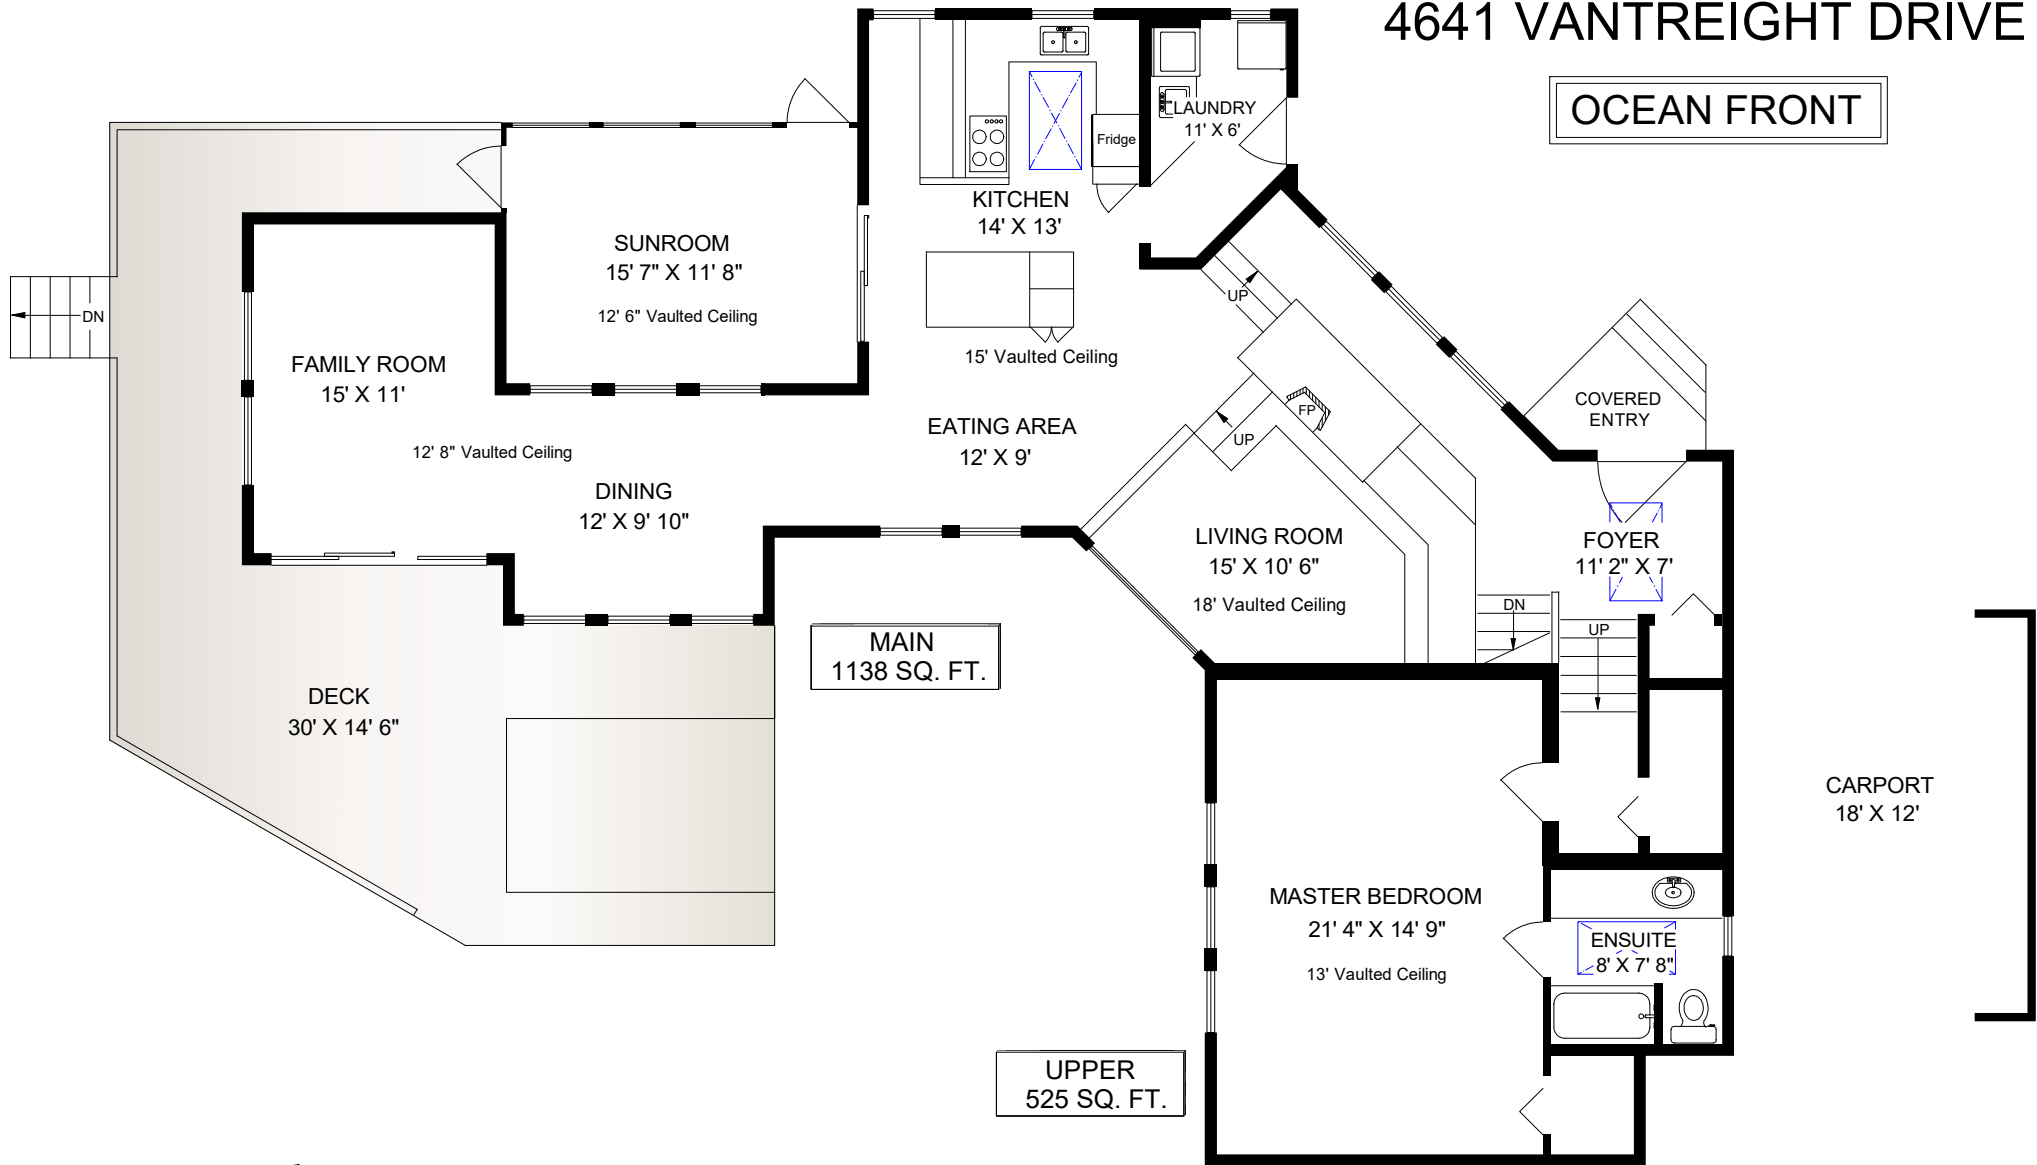 4641 VANTREIGHT DRIVE
OCEAN FRONT
LAUNDRY
11' X 6'
Fridge
KITCHEN
14' X 13'
SUNROOM
15' 7" X 11' 8"
12' 6" Vaulted Ceiling
UP
DN
15' Vaulted Ceiling
FAMILY ROOM
15' X 11'
COVERED
ENTRY
FP
EATING AREA
12' X 9'
UP
12' 8" Vaulted Ceiling
DINING
12' X 9' 10"
LIVING ROOM
15' X 10' 6"
18' Vaulted Ceiling
FOYER
11' 2" X 7'
DN
UP
MAIN
1138 SQ. FT.
DECK
30' X 14' 6"
CARPORT
18' X 12'
MASTER BEDROOM
21' 4" X 14' 9"
13' Vaulted Ceiling
ENSUITE
8' X 7' 8"
UPPER
525 SQ. FT.